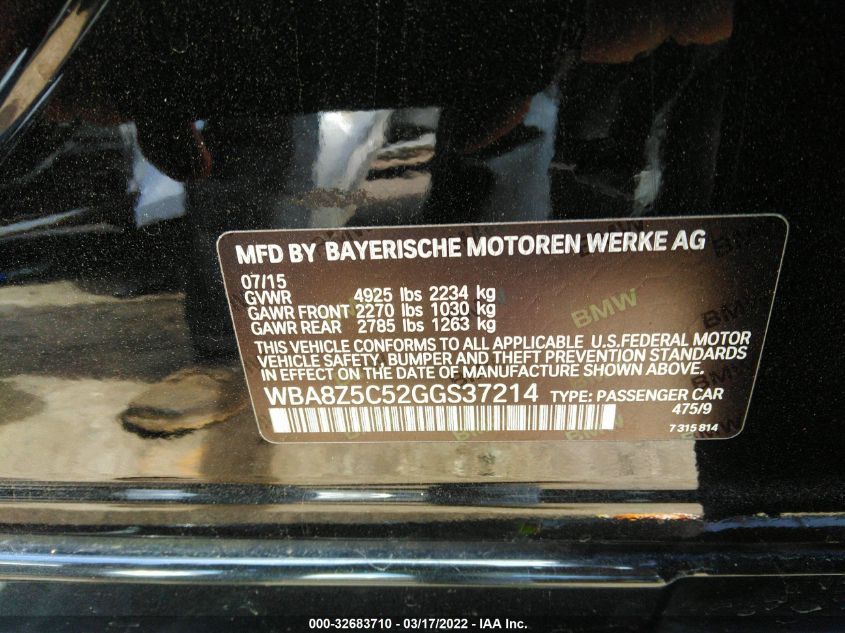 MFD BY BAYERISCHE MOTOREN WERKE AG
07/15
GVWR 4925 lbs 2234 kg
GAWR FRONT 2270 lbs 1030 kg
GAWR REAR 2785 lbs 1263 kg
THIS VEHICLE CONFORMS TO ALL APPLICABLE U.S.FEDERAL MOTOR
VEHICLE SAFETY, BUMPER AND THEFT PREVENTION STANDARDS
IN EFFECT ON THE DATE OF MANUFACTURE SHOWN ABOVE.
WBA8Z5C52GGS37214 TYPE: PASSENGER CAR
475/9
7 315 814
BMW
000-32683710 - 03/17/2022 - IAA Inc.